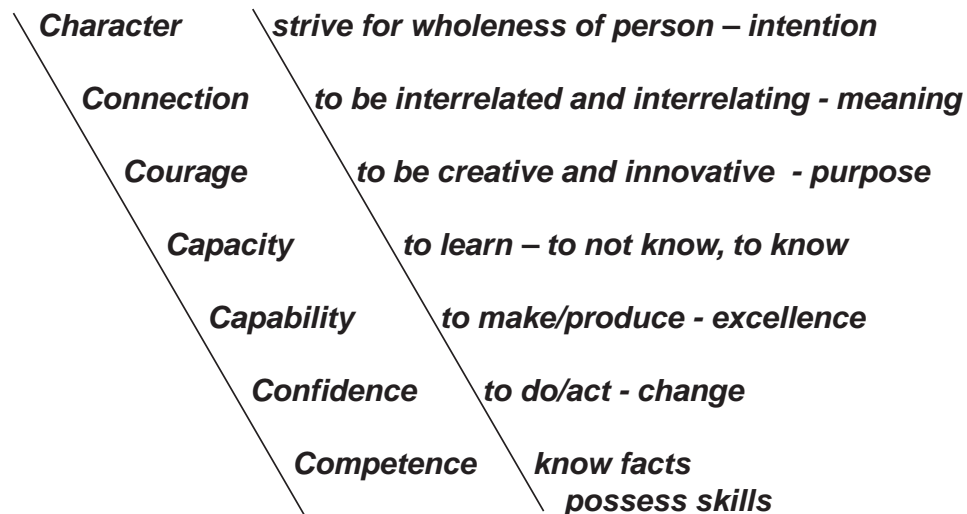 Character strive for wholeness of person – intention
Connection to be interrelated and interrelating - meaning
Courage to be creative and innovative - purpose
Capacity to learn – to not know, to know
Capability to make/produce - excellence
Confidence to do/act - change
Competence know facts
possess skills